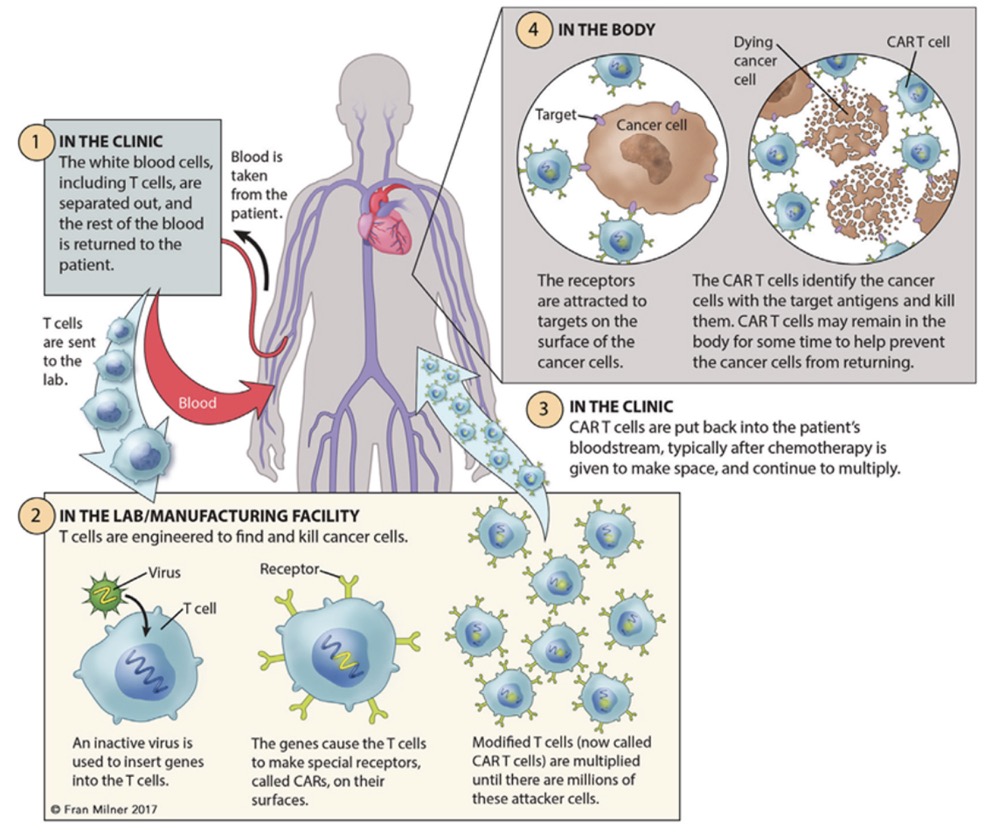 1
IN THE CLINIC
The white blood cells,
including T cells, are
separated out, and
the rest of the blood
is returned to the
patient.
Blood is
taken
from the
patient.
T cells
are sent
to the
lab.
Blood
2
IN THE LAB/MANUFACTURING FACILITY
T cells are engineered to find and kill cancer cells.
Virus
T cell
An inactive virus is
used to insert genes
into the T cells.
Receptor
The genes cause the T cells
to make special receptors,
called CARs, on their
surfaces.
Modified T cells (now called
CAR T cells) are multiplied
until there are millions of
these attacker cells.
© Fran Milner 2017
3
IN THE CLINIC
CAR T cells are put back into the patient's
bloodstream, typically after chemotherapy is
given to make space, and continue to multiply.
4
IN THE BODY
Target
Cancer cell
The receptors
are attracted to
targets on the
surface of the
cancer cells.
Dying
cancer
cell
CAR T cell
The CAR T cells identify the cancer
cells with the target antigens and kill
them. CAR T cells may remain in the
body for some time to help prevent
the cancer cells from returning.